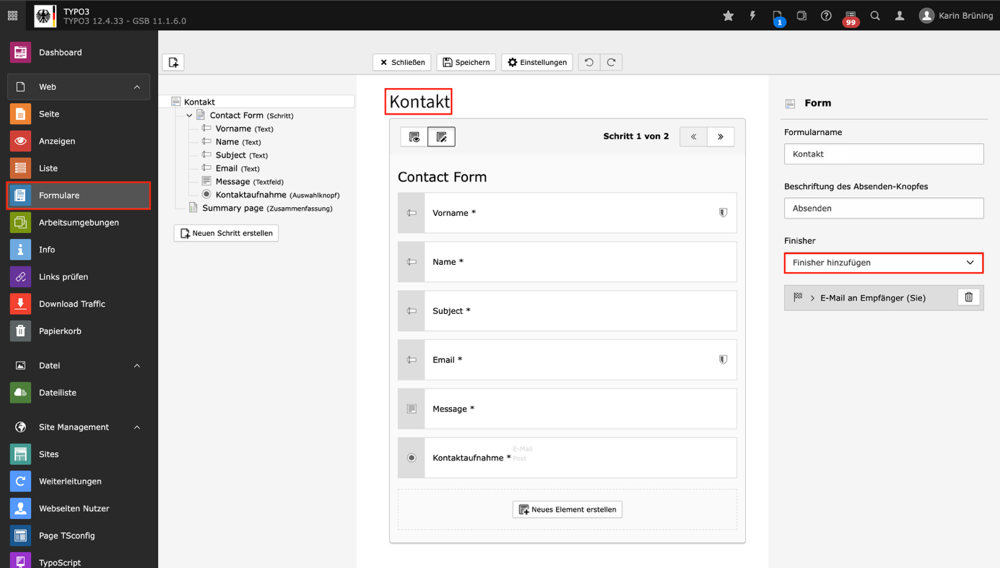 TYPO3
TYPO3 12.4.33 - GSB 11.1.6.0
1
99
Karin Brüning
Dashboard
Web
Seite
Anzeigen
Liste
Formulare
Arbeitsumgebungen
Info
Links prüfen
Download Traffic
Papierkorb
Datei
Dateiliste
Site Management
Sites
Weiterleitungen
Webseiten Nutzer
Page TSconfig
TypoScript
Schließen
Speichern
Einstellungen
Kontakt
Contact Form (Schritt)
Vorname (Text)
Name (Text)
Subject (Text)
Email (Text)
Message (Textfeld)
Kontaktaufnahme (Auswahlknopf)
Summary page (Zusammenfassung)
Neuen Schritt erstellen
Kontakt
Schritt 1 von 2
Contact Form
Vorname *
Name *
Subject *
Email *
Message *
Kontaktaufnahme *
E-Mail
Post
Neues Element erstellen
Form
Formularname
Kontakt
Beschriftung des Absenden-Knopfes
Absenden
Finisher
Finisher hinzufügen
E-Mail an Empfänger (Sie)